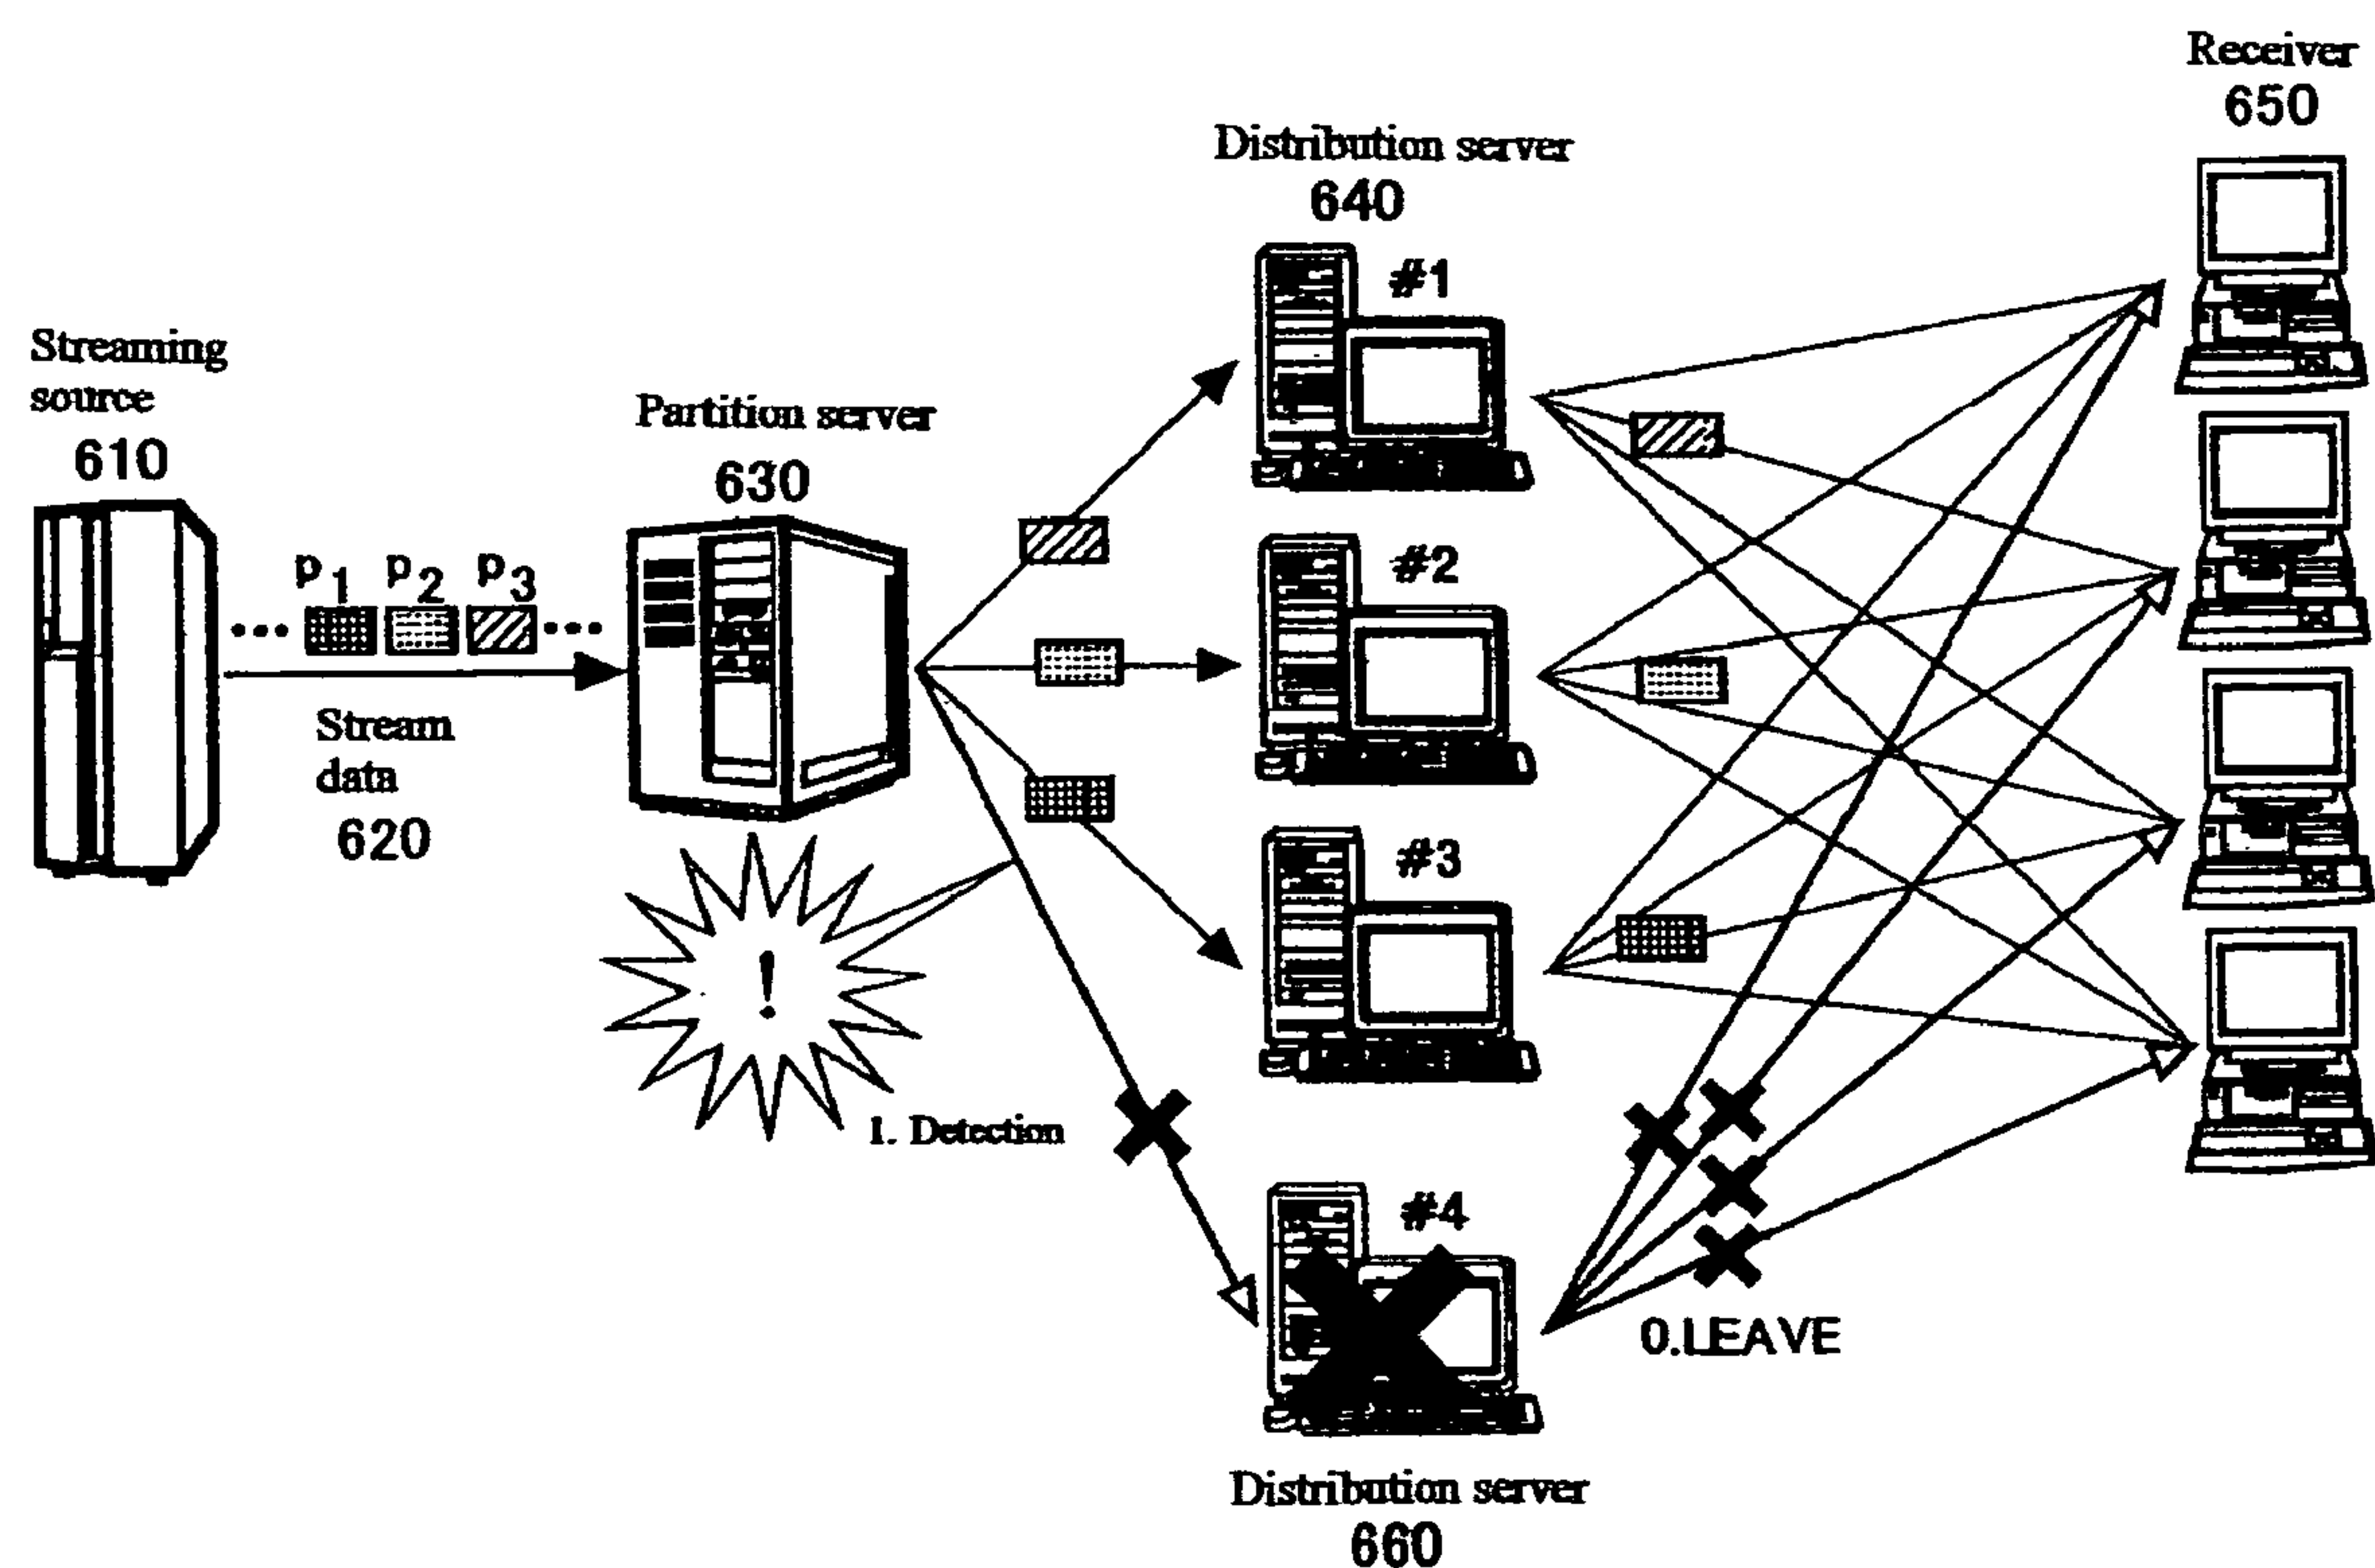 Receiver
650
Distribution server
640
#1
Streaming
source
610
Partition server
630
#2
p1 p2 p3
... ...
Stream
data
620
#3
!
1. Detection
#4
0.LEAVE
Distribution server
660